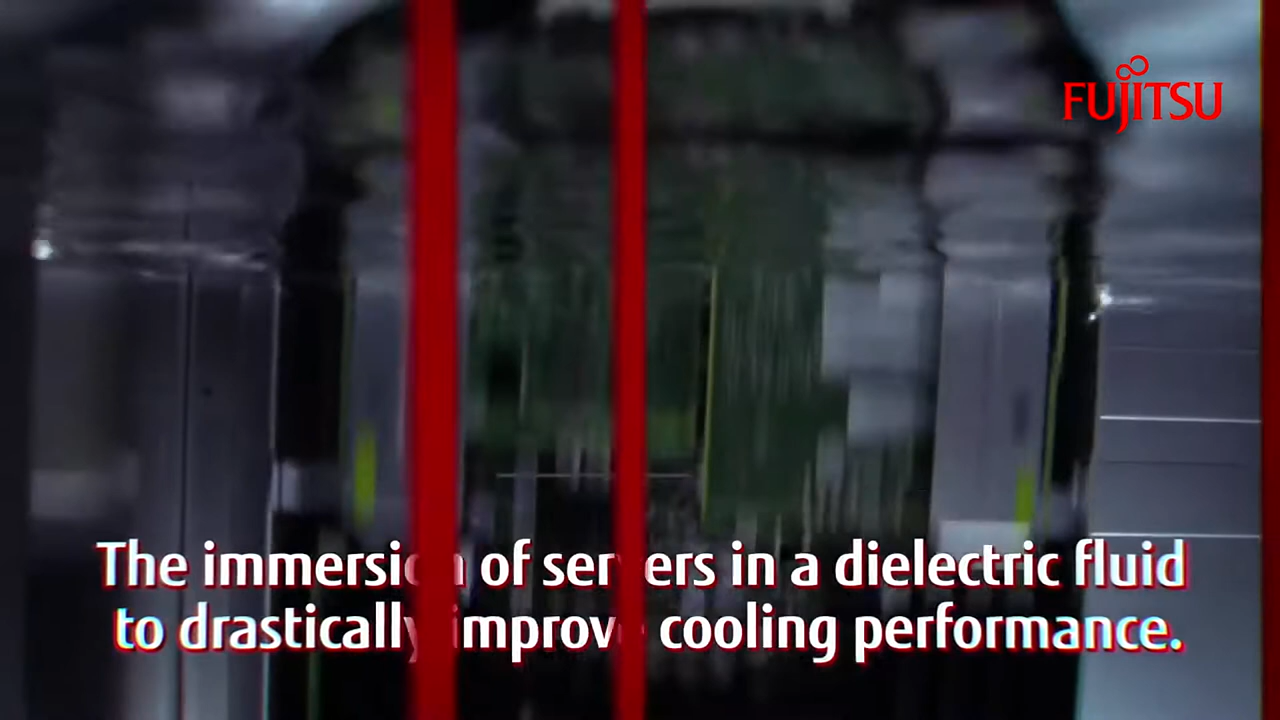 FUJITSU
The immersion of servers in a dielectric fluid
to drastically improve cooling performance.